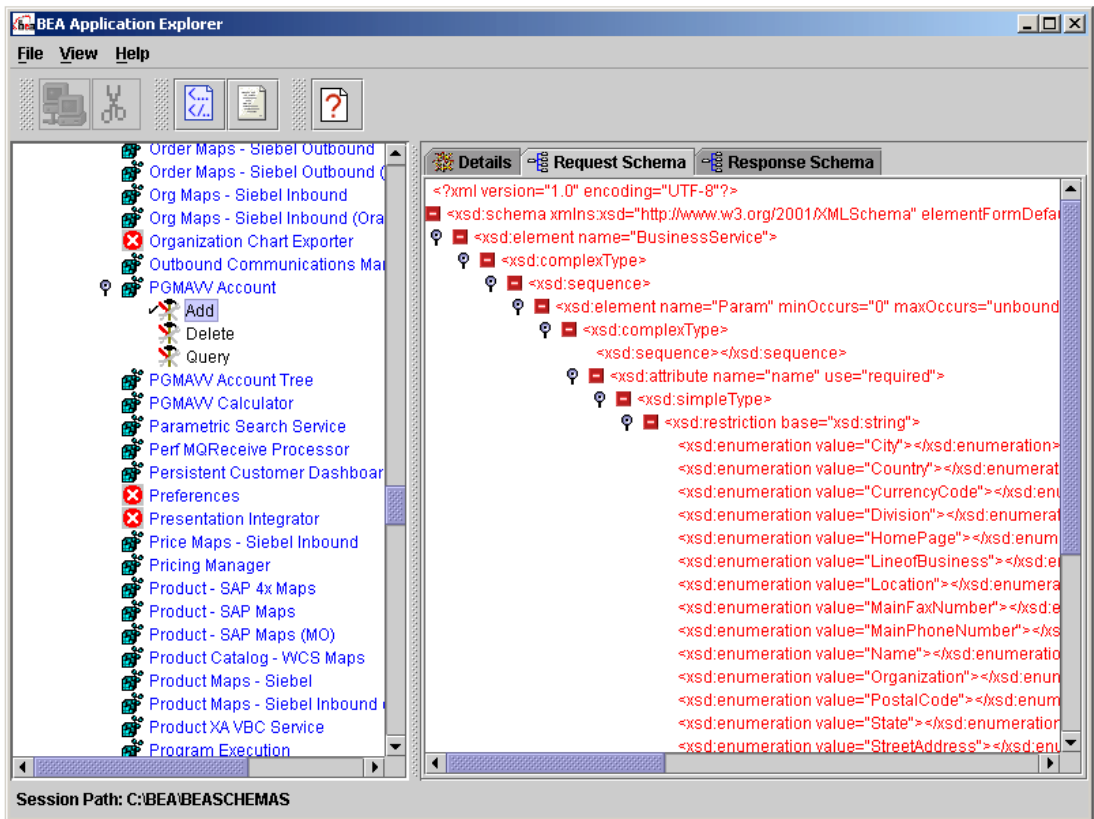 BEA Application Explorer
File View Help
Order Maps - Siebel Outbound
Order Maps - Siebel Outbound (
Org Maps - Siebel Inbound
Org Maps - Siebel Inbound (Ora
Organization Chart Exporter
Outbound Communications Mai
PGMAVV Account
Add
Delete
Query
PGMAVV Account Tree
PGMAVV Calculator
Parametric Search Service
Perf MQReceive Processor
Persistent Customer Dashboar
Preferences
Presentation Integrator
Price Maps - Siebel Inbound
Pricing Manager
Product - SAP 4x Maps
Product - SAP Maps
Product - SAP Maps (MO)
Product Catalog - WCS Maps
Product Maps - Siebel
Product Maps - Siebel Inbound
Product XA VBC Service
Program Execution
Details Request Schema Response Schema
<?xml version="1.0" encoding="UTF-8"?>
<xsd:schema xmlns:xsd="http://www.w3.org/2001/XMLSchema" elementFormDefau
<xsd:element name="BusinessService">
<xsd:complexType>
<xsd:sequence>
<xsd:element name="Param" minOccurs="0" maxOccurs="unbound
<xsd:complexType>
<xsd:sequence></xsd:sequence>
<xsd:attribute name="name" use="required">
<xsd:simpleType>
<xsd:restriction base="xsd:string">
<xsd:enumeration value="City"></xsd:enumeration>
<xsd:enumeration value="Country"></xsd:enumerat
<xsd:enumeration value="CurrencyCode"></xsd:enu
<xsd:enumeration value="Division"></xsd:enumerat
<xsd:enumeration value="HomePage"></xsd:enum
<xsd:enumeration value="LineofBusiness"></xsd:e
<xsd:enumeration value="Location"></xsd:enumera
<xsd:enumeration value="MainFaxNumber"></xsd:e
<xsd:enumeration value="MainPhoneNumber"></xs
<xsd:enumeration value="Name"></xsd:enumeratio
<xsd:enumeration value="Organization"></xsd:enun
<xsd:enumeration value="PostalCode"></xsd:enum
<xsd:enumeration value="State"></xsd:enumeration
<xsd:enumeration value="StreetAddress"></xsd:enu
Session Path: C:\BEA\BEASCHEMAS